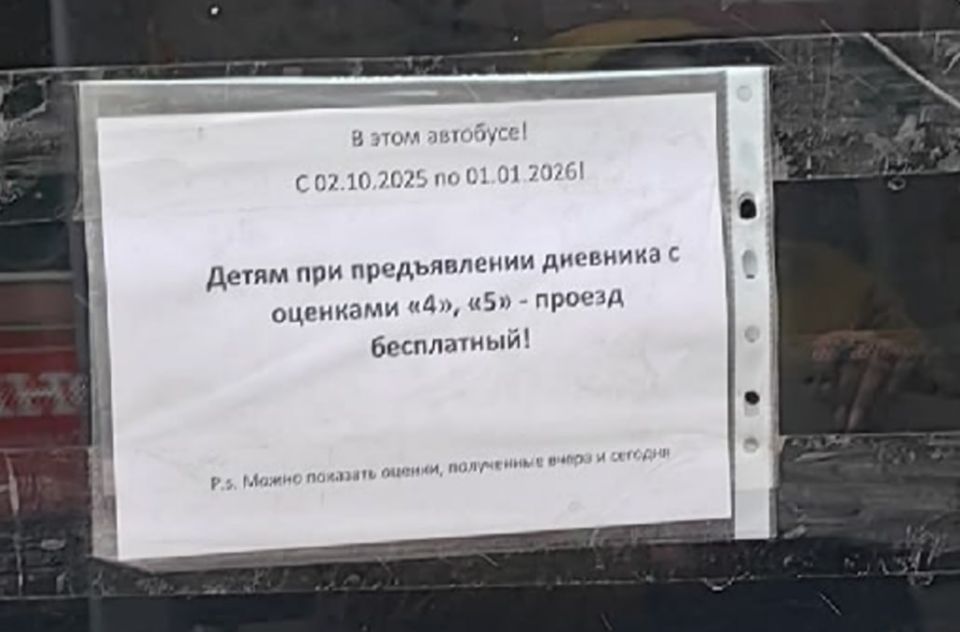 В этом автобусе!
С 02.10.2025 по 01.01.2026!
Детям при предъявлении дневника с
оценками «4», «5» - проезд
бесплатный!
P.s. Можно показать оценки, полученные вчера и сегодня